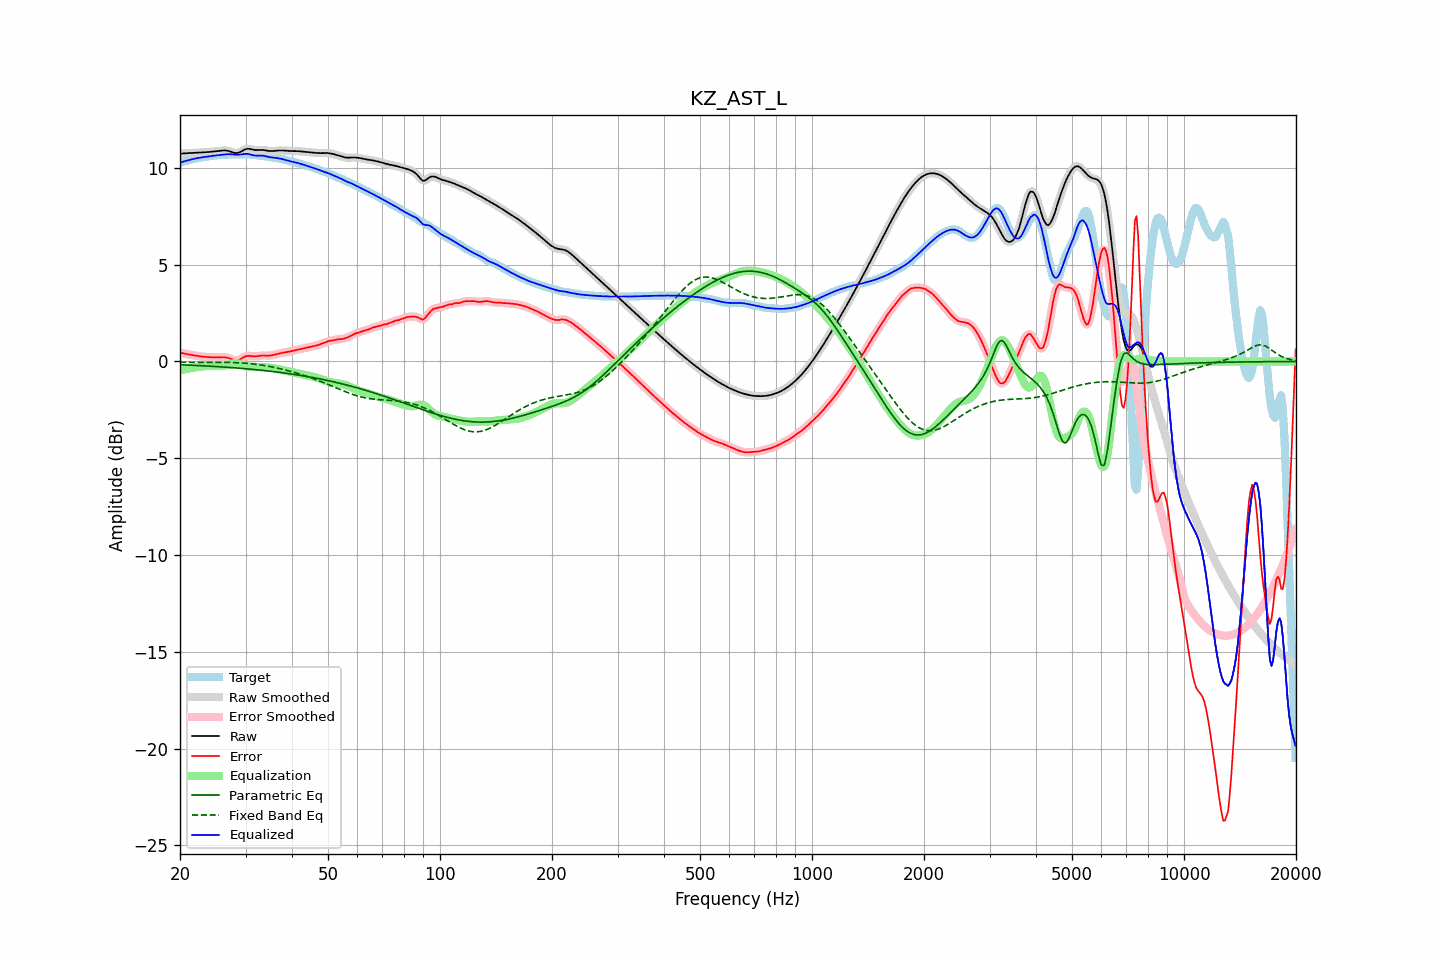 KZ_AST_L
10
5
0
−5
−10
−15
−20
−25
Amplitude (dBr)
Target
Raw Smoothed
Error Smoothed
Raw
Error
Equalization
Parametric Eq
Fixed Band Eq
Equalized
20 50 100 200 500 1000 2000 5000 10000 20000
Frequency (Hz)